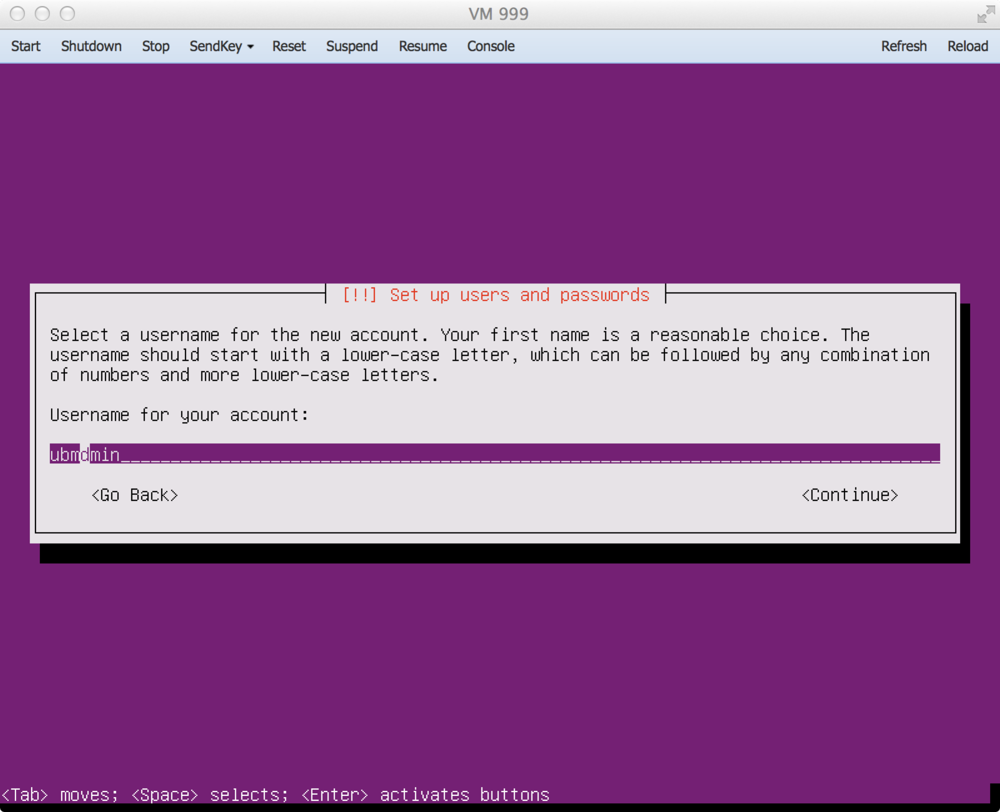 VM 999
Start Shutdown Stop SendKey Reset Suspend Resume Console Refresh Reload
[!!] Set up users and passwords
Select a username for the new account. Your first name is a reasonable choice. The
username should start with a lower-case letter, which can be followed by any combination
of numbers and more lower-case letters.
Username for your account:
ubmdmin
<Go Back> <Continue>
<Tab> moves; <Space> selects; <Enter> activates buttons